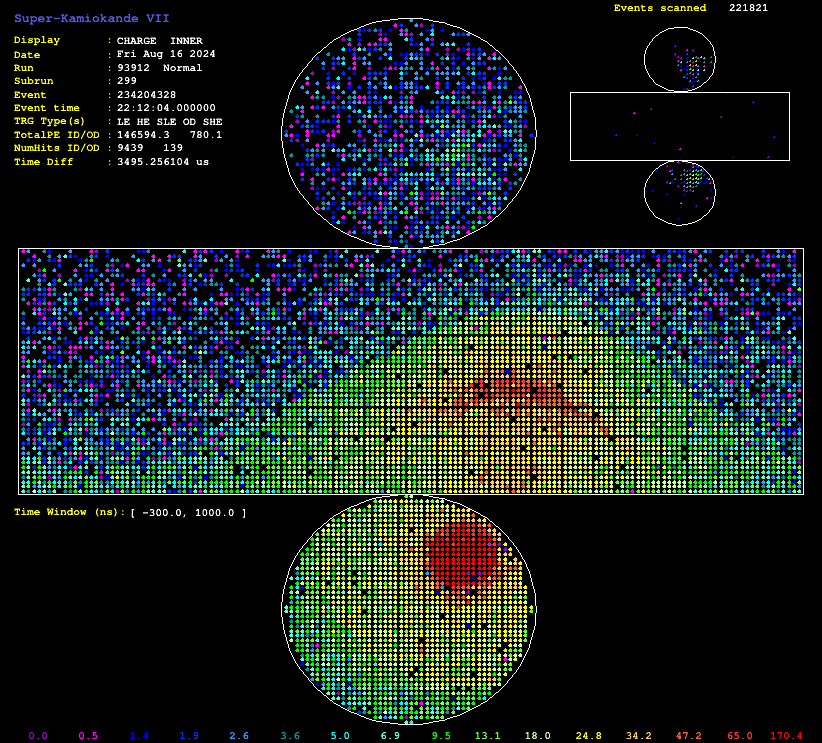 Super-Kamiokande VII
Events scanned 221821
Display : CHARGE INNER
Date : Fri Aug 16 2024
Run : 93912 Normal
Subrun : 299
Event : 234204328
Event time : 22:12:04.000000
TRG Type(s) : LE HE SLE OD SHE
TotalPE ID/OD : 146594.3 780.1
NumHits ID/OD : 9439 139
Time Diff : 3495.256104 us
Time Window (ns): [ -300.0, 1000.0 ]
0.0 0.5 1.4 1.9 2.6 3.6 5.0 6.9 9.5 13.1 18.0 24.8 34.2 47.2 65.0 170.4